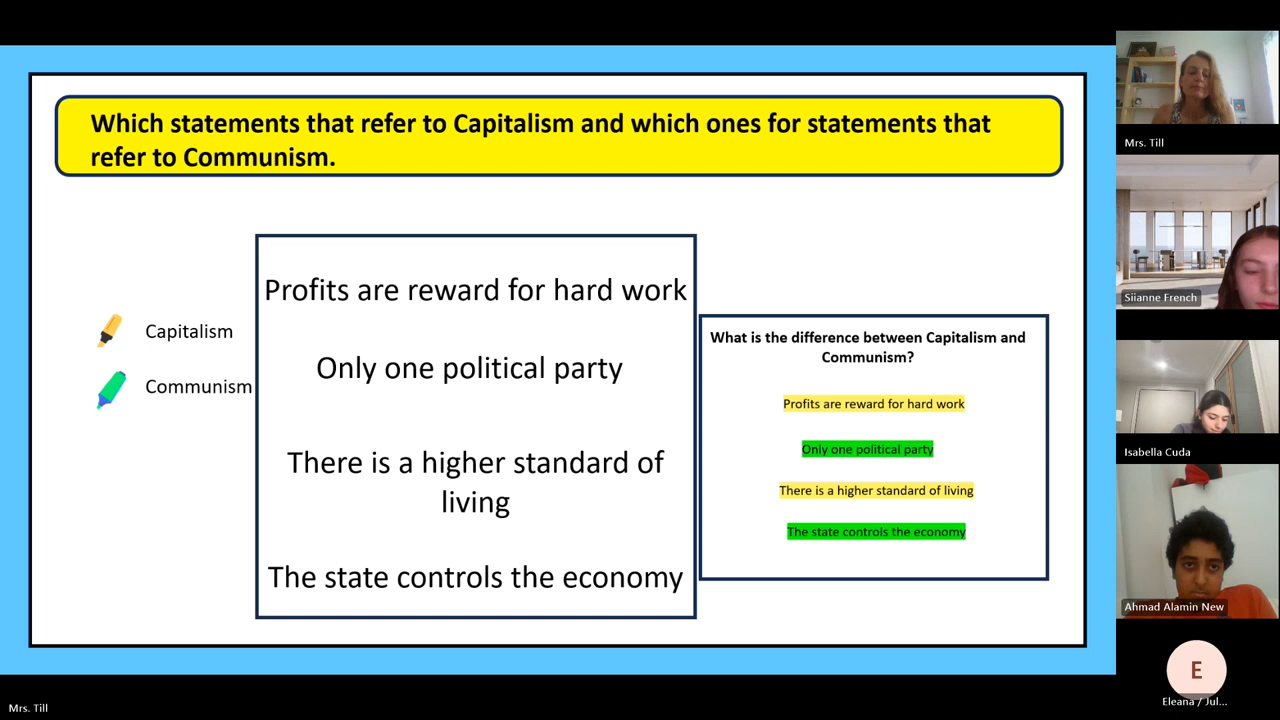 Which statements that refer to Capitalism and which ones for statements that
refer to Communism.
Capitalism
Communism
Profits are reward for hard work
Only one political party
There is a higher standard of
living
The state controls the economy
What is the difference between Capitalism and
Communism?
Profits are reward for hard work
Only one political party
There is a higher standard of living
The state controls the economy
Mrs. Till
Siianne French
Isabella Cuda
Ahmad Alamin New
E
Eleana / Jul...
Mrs. Till